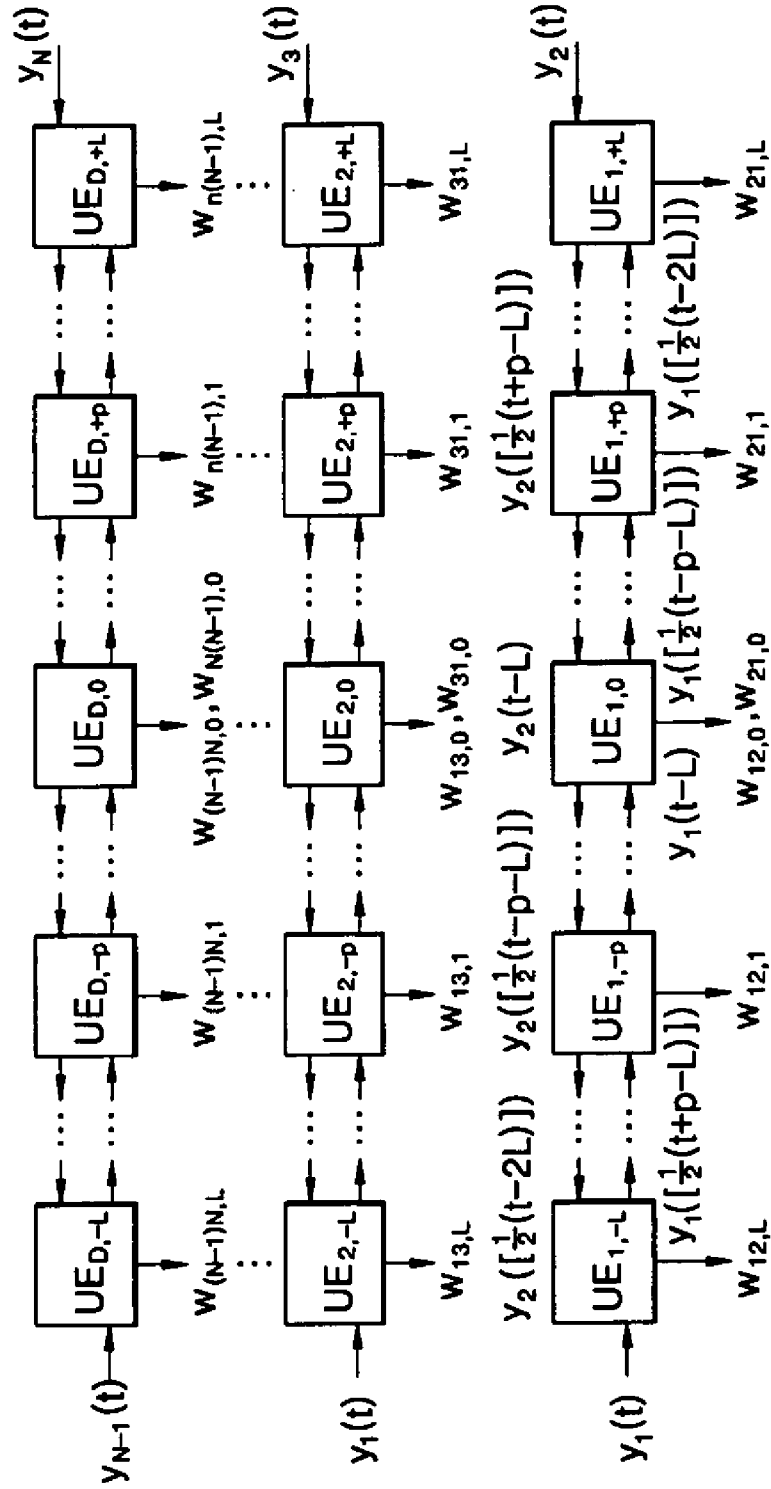 y_{N-1}(t)
UE_{D,-L}
UE_{D,-p}
UE_{D,0}
UE_{D,+p}
UE_{D,+L}
y_N(t)
... ... ... ...
... ... ... ...
w_{(N-1)N,L}
w_{(N-1)N,1}
w_{(N-1)N,0}, w_{N(N-1),0}
w_{n(N-1),1}
w_{n(N-1),L}
... ... ... ... ...
y_1(t)
UE_{2,-L}
UE_{2,-p}
UE_{2,0}
UE_{2,+p}
UE_{2,+L}
y_3(t)
... ... ... ...
... ... ... ...
w_{13,L}
w_{13,1}
w_{13,0}, w_{31,0}
w_{31,1}
w_{31,L}
y_2([½(t-2L)])
y_2([½(t-p-L)])
y_2(t-L)
y_2([½(t+p-L)])
y_1(t)
UE_{1,-L}
UE_{1,-p}
UE_{1,0}
UE_{1,+p}
UE_{1,+L}
y_2(t)
... ... ... ...
... ... ... ...
y_1([½(t+p-L)])
y_1(t-L)
y_1([½(t-p-L)])
y_1([½(t-2L)])
w_{12,L}
w_{12,1}
w_{12,0}, w_{21,0}
w_{21,1}
w_{21,L}